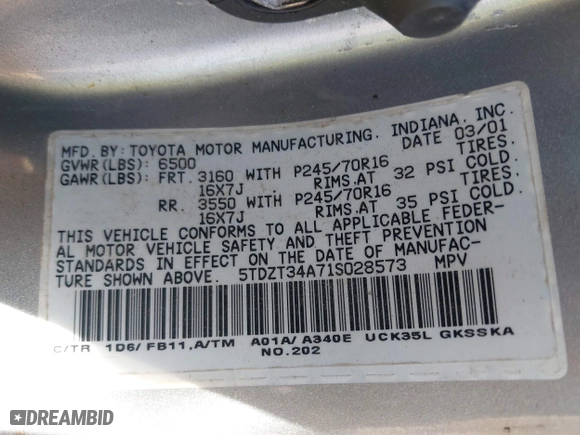 MFD. BY: TOYOTA MOTOR MANUFACTURING, INDIANA, INC.
GVWR(LBS): 6500 DATE 03/01
GAWR(LBS): FRT. 3160 WITH P245/70R16 TIRES.
16X7J RIMS.AT 32 PSI COLD.
RR. 3550 WITH P245/70R16 TIRES.
16X7J RIMS.AT 35 PSI COLD.
THIS VEHICLE CONFORMS TO ALL APPLICABLE FEDER-
AL MOTOR VEHICLE SAFETY AND THEFT PREVENTION
STANDARDS IN EFFECT ON THE DATE OF MANUFAC-
TURE SHOWN ABOVE. 5TDZT34A71S028573 MPV
C/TR 1D6/FB11,A/TM A01A/A340E UCK35L GKSSKA
NO.202
DREAMBID